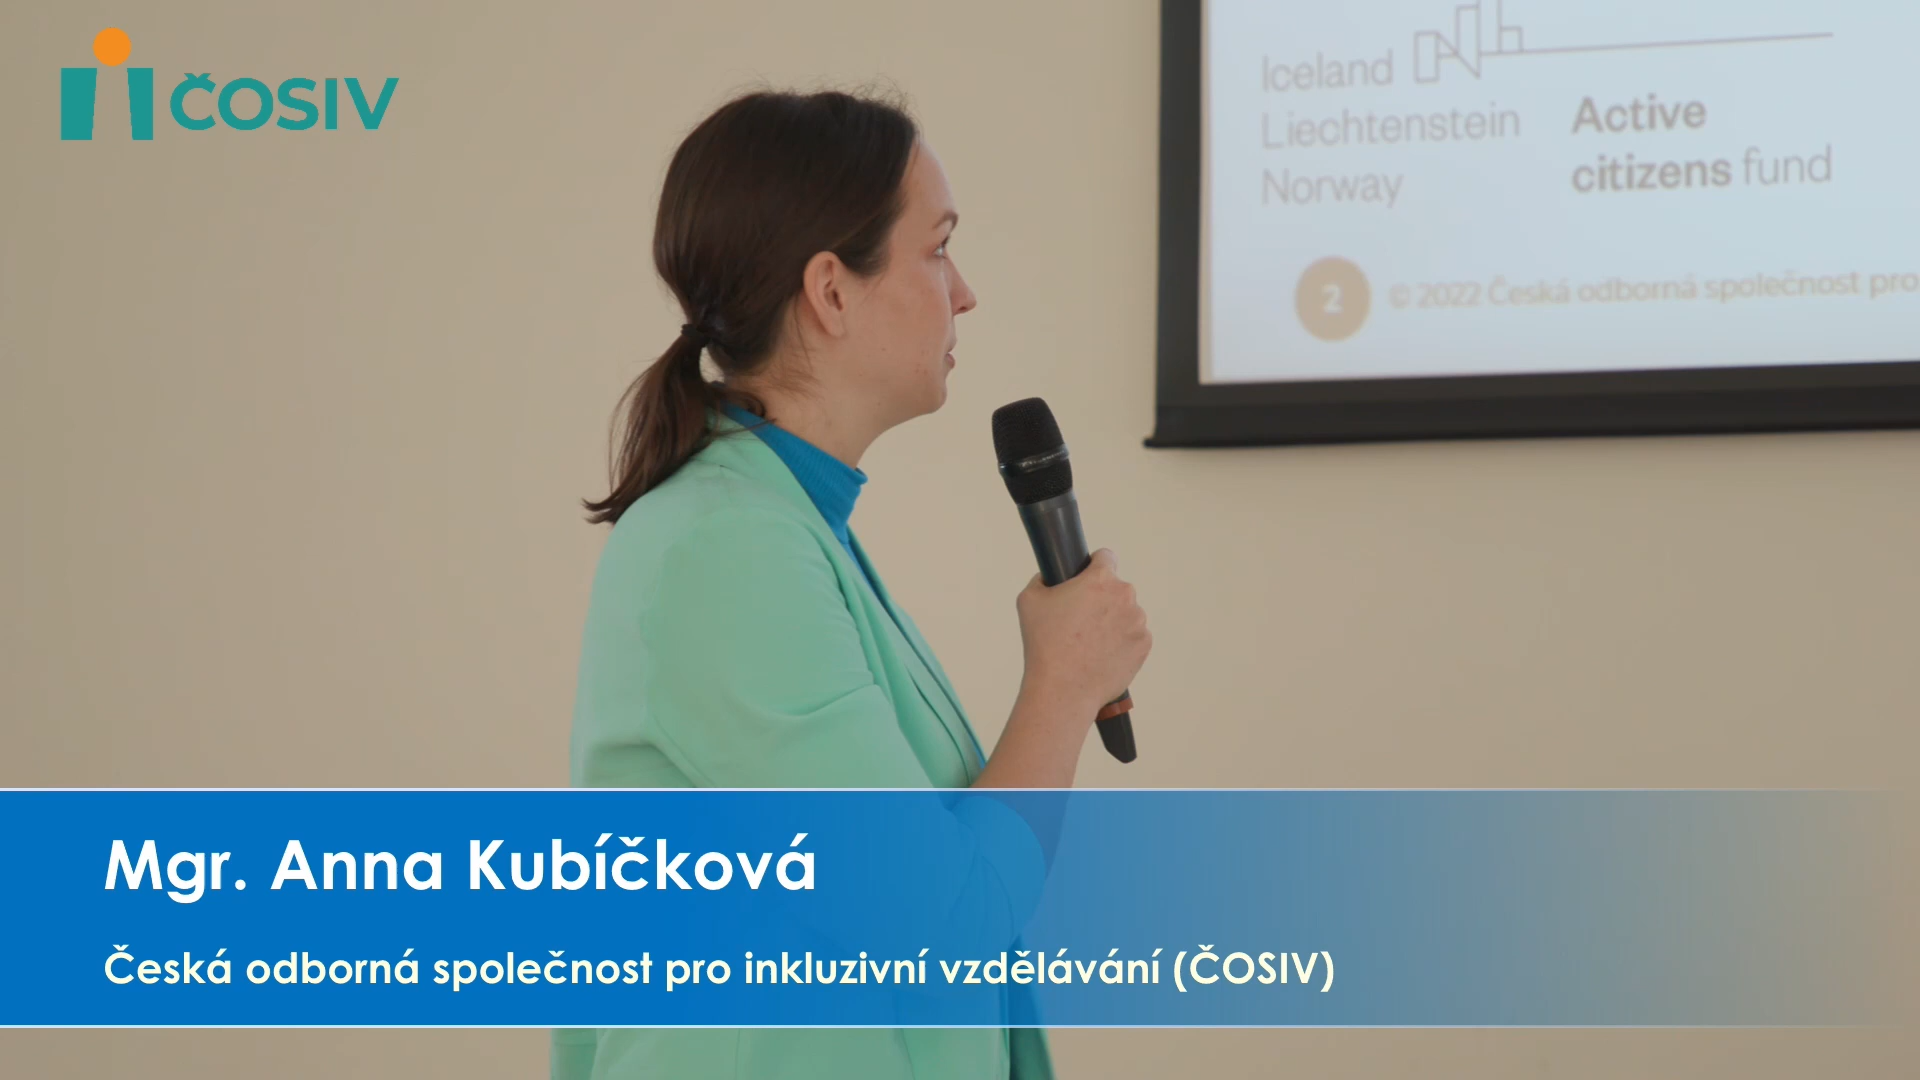 ČOSIV
Iceland
Liechtenstein
Norway
Active
citizens fund
2
© 2022 Česká odborná společnost pro
Mgr. Anna Kubíčková
Česká odborná společnost pro inkluzivní vzdělávání (ČOSIV)